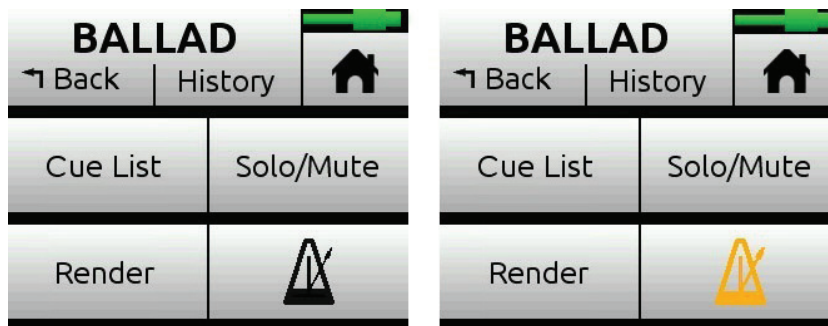 BALLAD
Back History
Cue List Solo/Mute
Render
BALLAD
Back History
Cue List Solo/Mute
Render